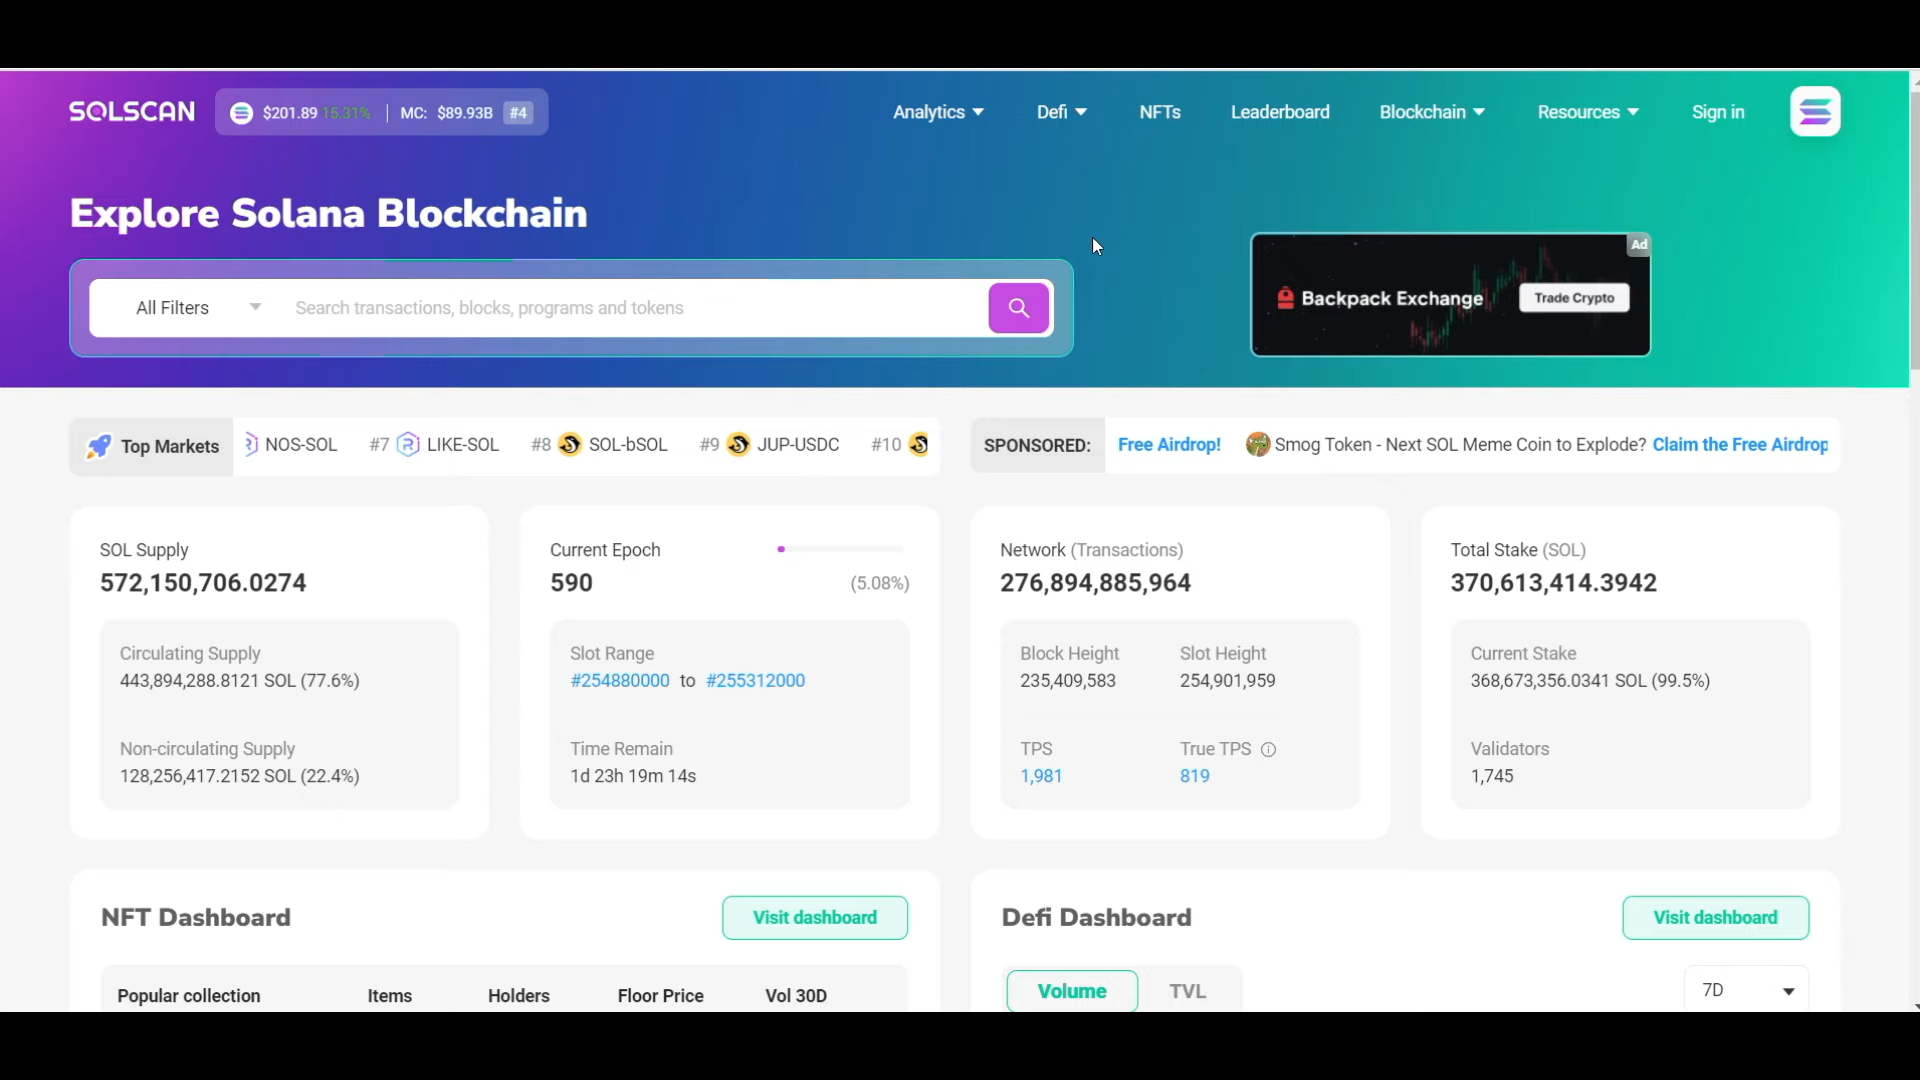 SOLSCAN $201.89 15.31% MC: $89.93B #4 Analytics Defi NFTs Leaderboard Blockchain Resources Sign in
Explore Solana Blockchain
Ad
All Filters Search transactions, blocks, programs and tokens
Backpack Exchange Trade Crypto
Top Markets NOS-SOL #7 LIKE-SOL #8 SOL-bSOL #9 JUP-USDC #10
SPONSORED: Free Airdrop! Smog Token - Next SOL Meme Coin to Explode? Claim the Free Airdrop
SOL Supply
572,150,706.0274
Circulating Supply
443,894,288.8121 SOL (77.6%)
Non-circulating Supply
128,256,417.2152 SOL (22.4%)
Current Epoch
590 (5.08%)
Slot Range
#254880000 to #255312000
Time Remain
1d 23h 19m 14s
Network (Transactions)
276,894,885,964
Block Height Slot Height
235,409,583 254,901,959
TPS True TPS
1,981 819
Total Stake (SOL)
370,613,414.3942
Current Stake
368,673,356.0341 SOL (99.5%)
Validators
1,745
NFT Dashboard Visit dashboard
Popular collection Items Holders Floor Price Vol 30D
Defi Dashboard Visit dashboard
Volume TVL 7D